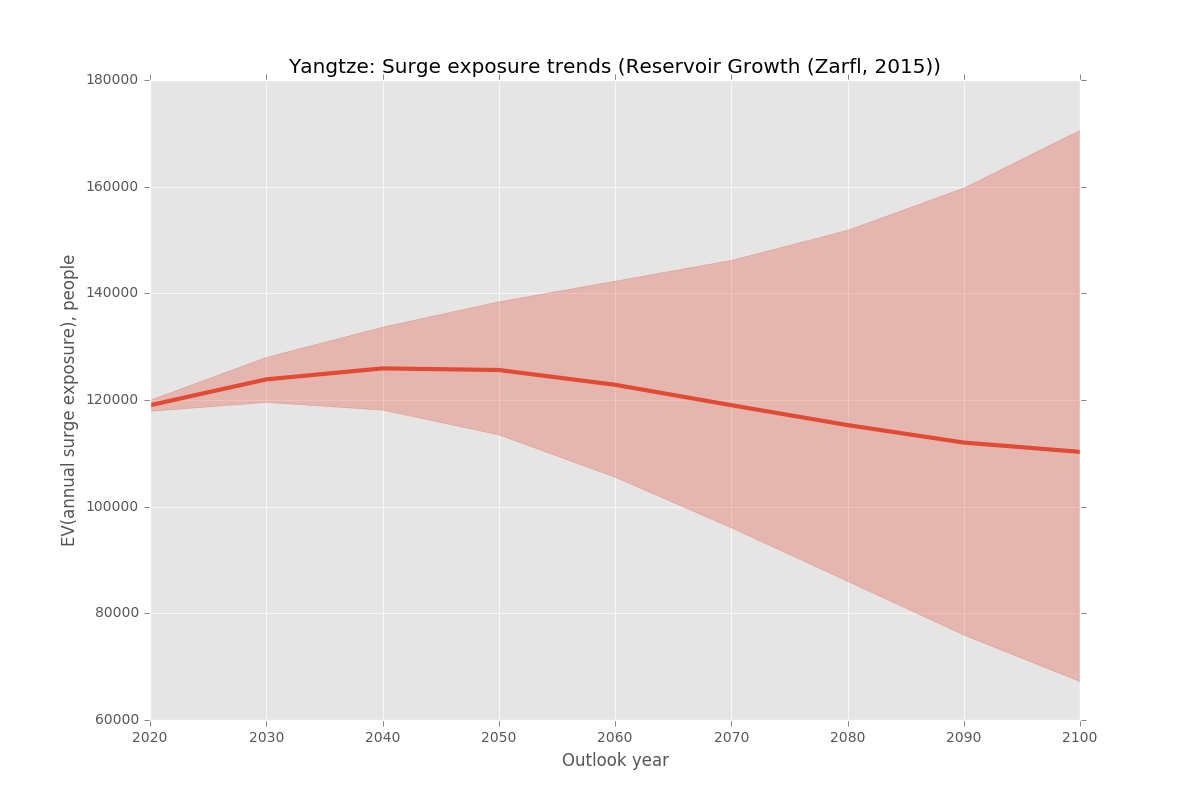 Yangtze: Surge exposure trends (Reservoir Growth (Zarfl, 2015))
EV(annual surge exposure), people
180000
160000
140000
120000
100000
80000
60000
2020 2030 2040 2050 2060 2070 2080 2090 2100
Outlook year